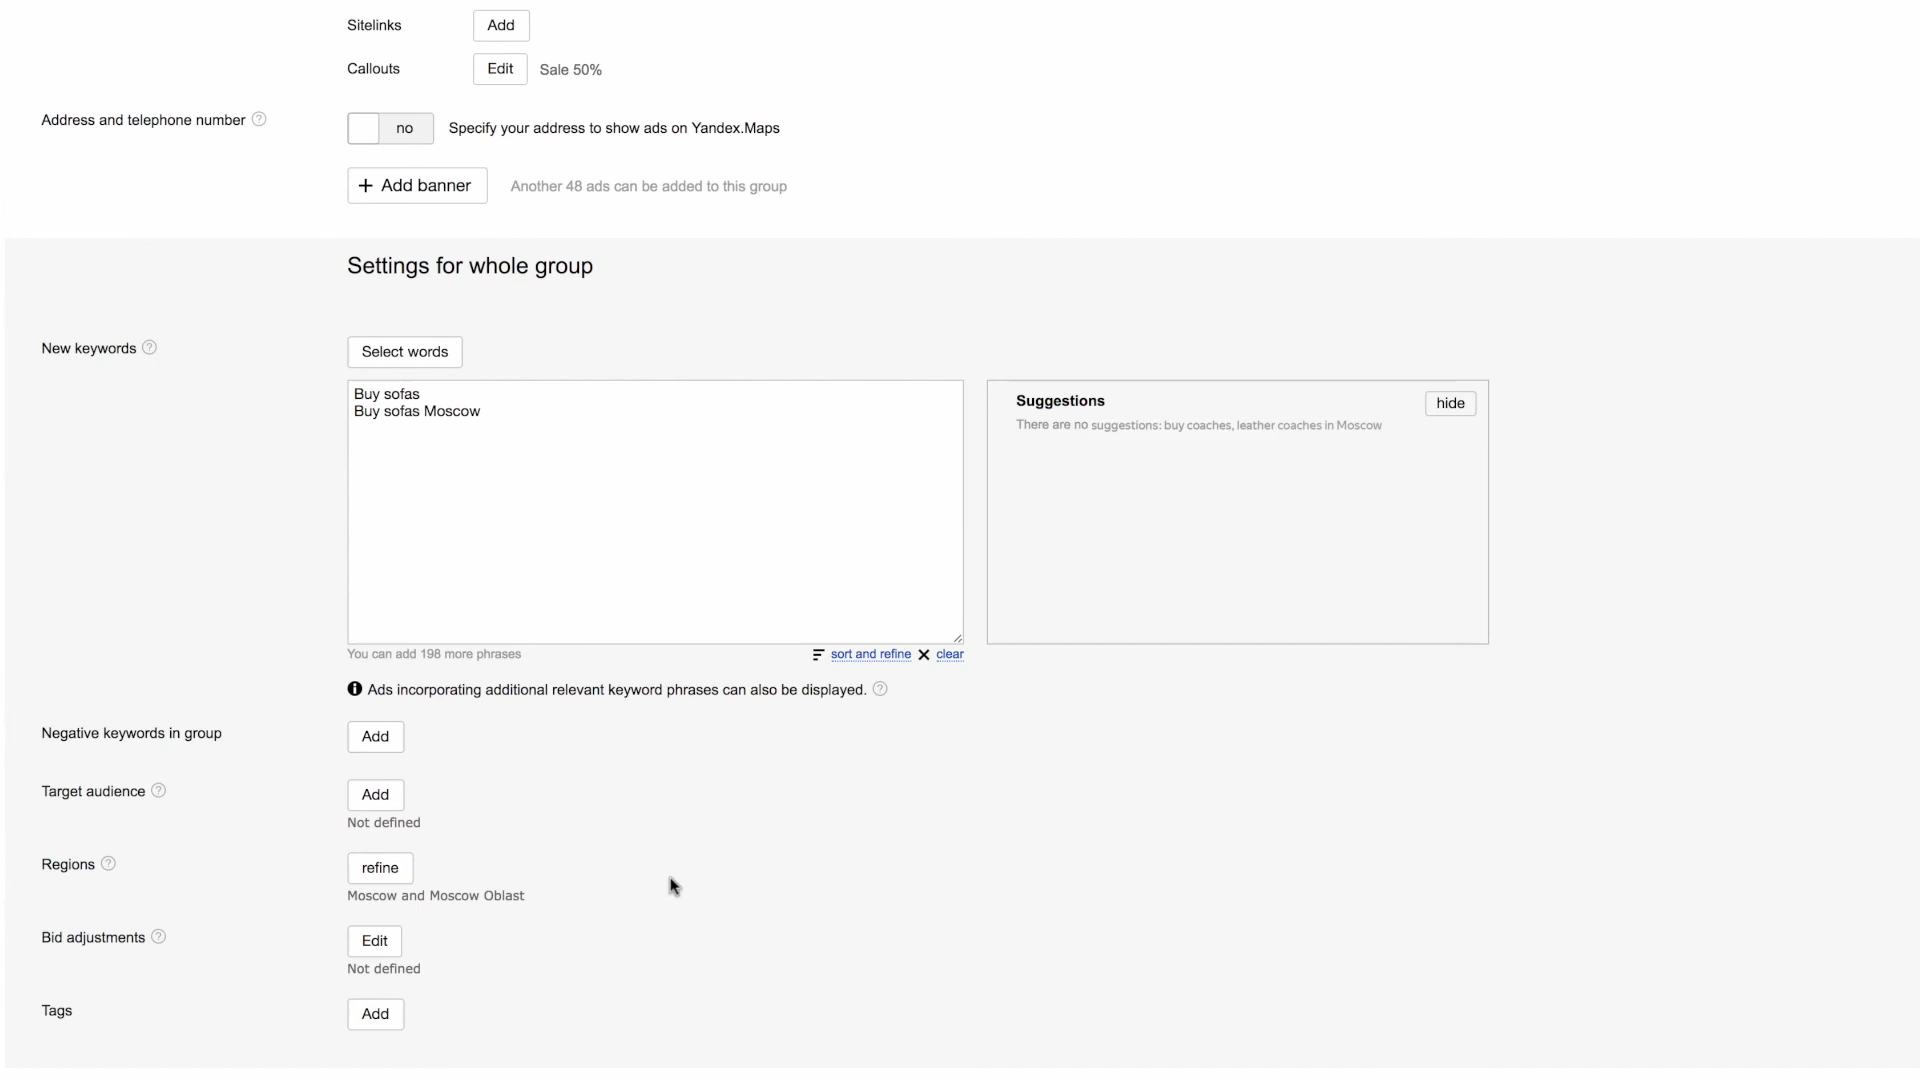 Sitelinks Add
Callouts Edit Sale 50%
Address and telephone number ? no Specify your address to show ads on Yandex.Maps
+ Add banner Another 48 ads can be added to this group
Settings for whole group
New keywords ? Select words
Buy sofas
Buy sofas Moscow
Suggestions hide
There are no suggestions: buy coaches, leather coaches in Moscow
You can add 198 more phrases sort and refine clear
Ads incorporating additional relevant keyword phrases can also be displayed. ?
Negative keywords in group Add
Target audience ? Add
Not defined
Regions ? refine
Moscow and Moscow Oblast
Bid adjustments ? Edit
Not defined
Tags Add